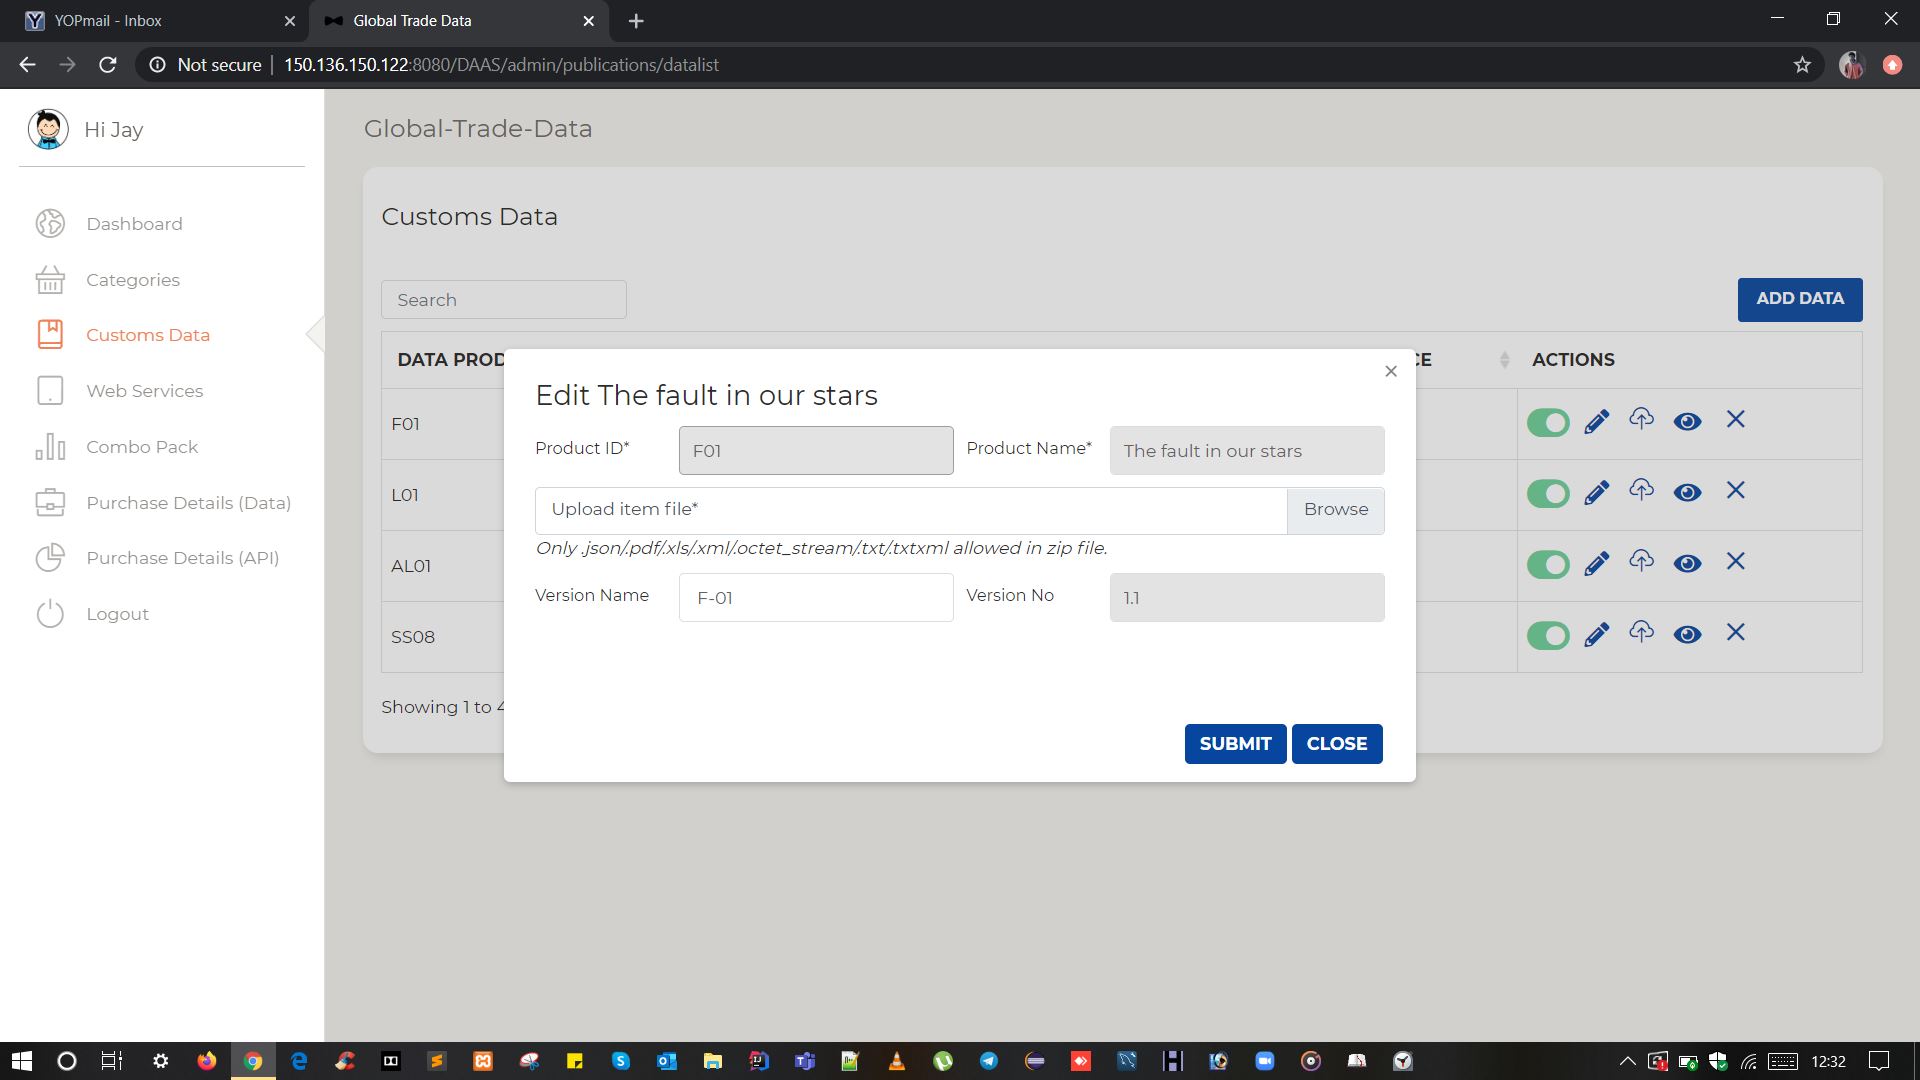 YOPmail - Inbox
Global Trade Data
Not secure
150.136.150.122:8080/DAAS/admin/publications/datalist
Hi Jay
Dashboard
Categories
Customs Data
Web Services
Combo Pack
Purchase Details (Data)
Purchase Details (API)
Logout
Global-Trade-Data
Customs Data
Search
ADD DATA
DATA PROD
CE
ACTIONS
F01
L01
AL01
SS08
Showing 1 to 4
Edit The fault in our stars
Product ID*
F01
Product Name*
The fault in our stars
Upload item file*
Browse
Only .json/.pdf/.xls/.xml/.octet_stream/.txt/.txtxml allowed in zip file.
Version Name
F-01
Version No
1.1
SUBMIT
CLOSE
12:32